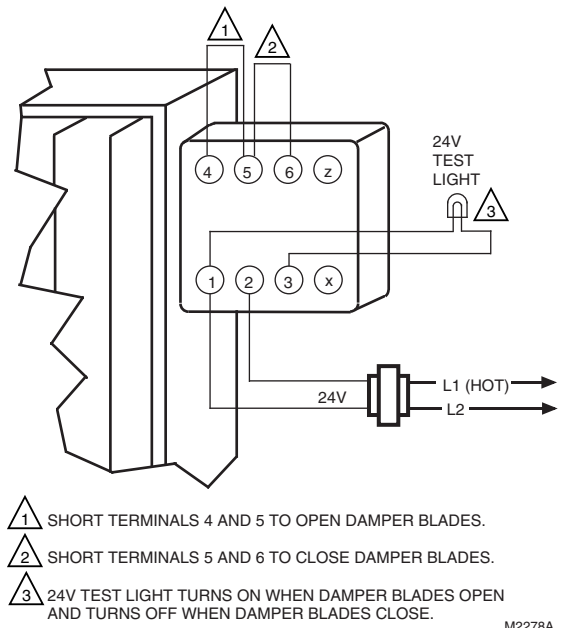 1
2
4 5 6 z
24V
TEST
LIGHT
3
1 2 3 x
24V
L1 (HOT)
L2
1 SHORT TERMINALS 4 AND 5 TO OPEN DAMPER BLADES.
2 SHORT TERMINALS 5 AND 6 TO CLOSE DAMPER BLADES.
3 24V TEST LIGHT TURNS ON WHEN DAMPER BLADES OPEN
AND TURNS OFF WHEN DAMPER BLADES CLOSE.
M2278A